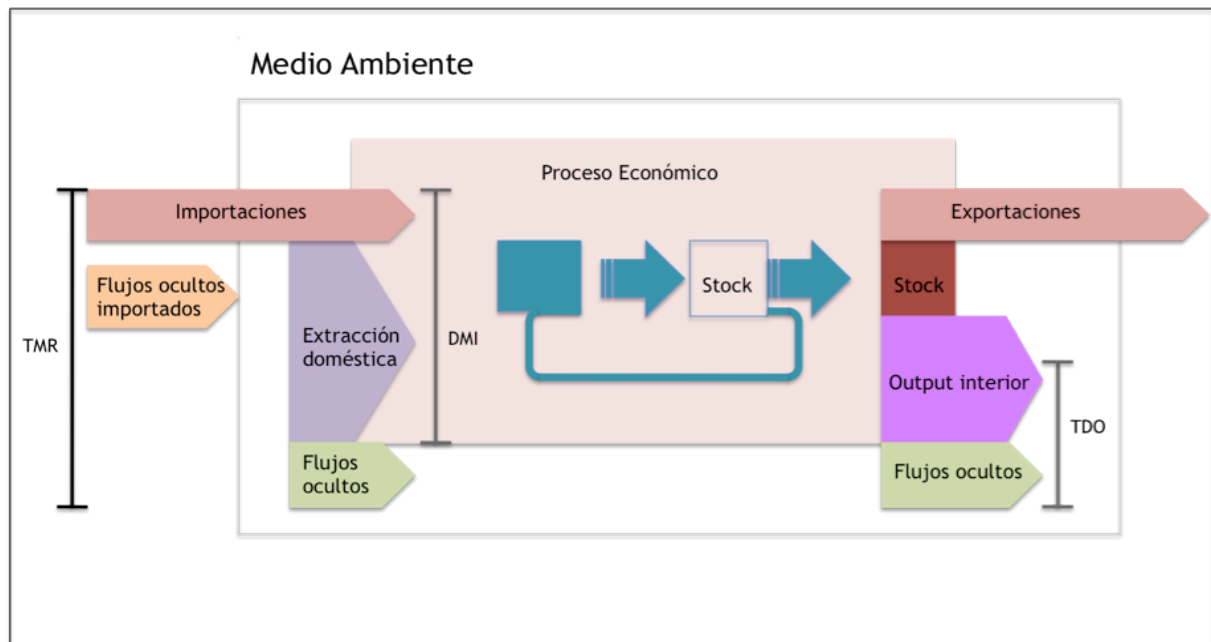 Medio Ambiente
Proceso Económico
Importaciones
Exportaciones
Flujos ocultos
importados
Stock
Stock
TMR
Extracción
doméstica
DMI
Output interior
TDO
Flujos
ocultos
Flujos ocultos